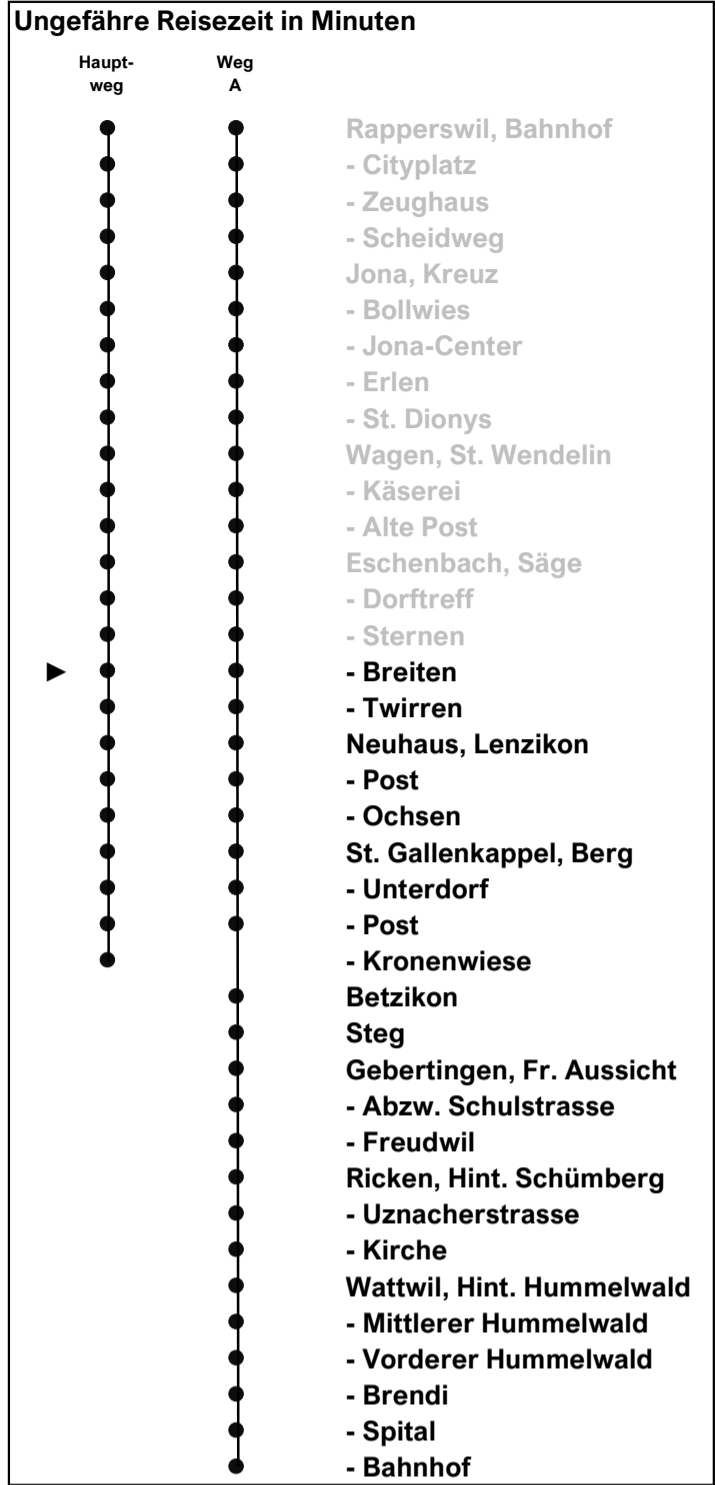 Ungefähre Reisezeit in Minuten
Haupt-
weg
Weg
A
Rapperswil, Bahnhof
- Cityplatz
- Zeughaus
- Scheidweg
Jona, Kreuz
- Bollwies
- Jona-Center
- Erlen
- St. Dionys
Wagen, St. Wendelin
- Käserei
- Alte Post
Eschenbach, Säge
- Dorftreff
- Sternen
- Breiten
- Twirren
Neuhaus, Lenzikon
- Post
- Ochsen
St. Gallenkappel, Berg
- Unterdorf
- Post
- Kronenwiese
Betzikon
Steg
Gebertingen, Fr. Aussicht
- Abzw. Schulstrasse
- Freudwil
Ricken, Hint. Schümberg
- Uznacherstrasse
- Kirche
Wattwil, Hint. Hummelwald
- Mittlerer Hummelwald
- Vorderer Hummelwald
- Brendi
- Spital
- Bahnhof